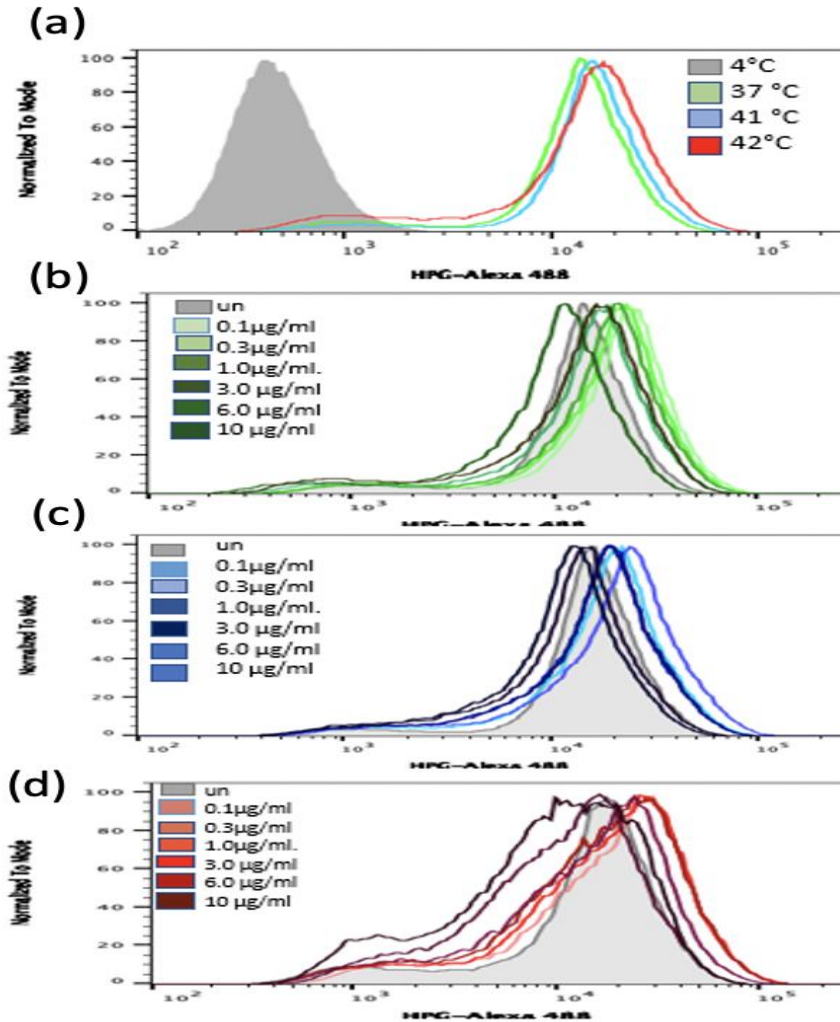 (a)
Normalized To Mode
100
80
60
40
20
0
4°C
37 °C
41 °C
42°C
10² 10³ 10⁴ 10⁵
HPG-Alexa 488
(b)
Normalized To Mode
100
80
60
40
20
0
un
0.1µg/ml
0.3µg/ml
1.0µg/ml.
3.0 µg/ml
6.0 µg/ml
10 µg/ml
10² 10³ 10⁴ 10⁵
HPG-Alexa 488
(c)
Normalized To Mode
100
80
60
40
20
0
un
0.1µg/ml
0.3µg/ml
1.0µg/ml.
3.0 µg/ml
6.0 µg/ml
10 µg/ml
10² 10³ 10⁴ 10⁵
HPG-Alexa 488
(d)
Normalized To Mode
100
80
60
40
20
0
un
0.1µg/ml
0.3µg/ml
1.0µg/ml.
3.0 µg/ml
6.0 µg/ml
10 µg/ml
10² 10³ 10⁴ 10⁵
HPG-Alexa 488